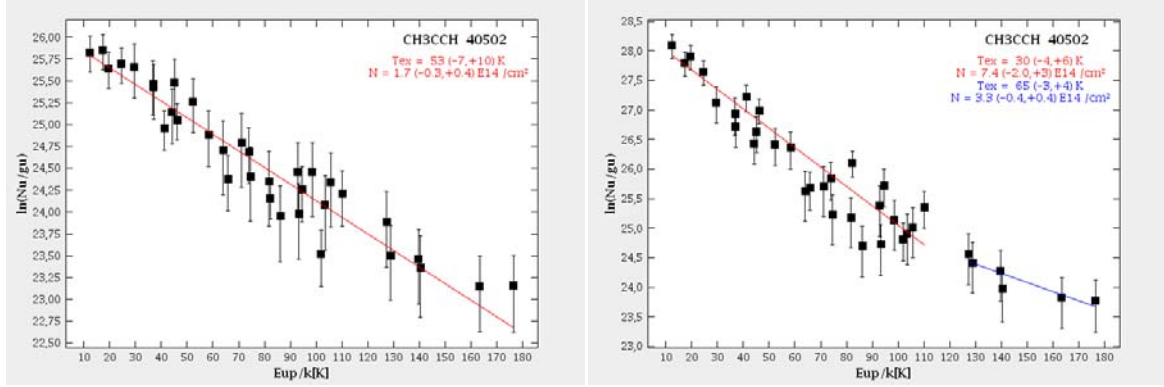 CH3CCH 40502
Tex = 53 (-7,+10) K
N = 1.7 (-0.3,+0.4) E14 /cm²
ln(Nu/gu)
26,00
25,75
25,50
25,25
25,00
24,75
24,50
24,25
24,00
23,75
23,50
23,25
23,00
22,75
22,50
10 20 30 40 50 60 70 80 90 100 110 120 130 140 150 160 170 180
Eup/k[K]
CH3CCH 40502
Tex = 30 (-4,+6) K
N = 7.4 (-2.0,+3) E14 /cm²
Tex = 65 (-3,+4) K
N = 3.3 (-0.4,+0.4) E14 /cm²
ln(Nu/gu)
28,5
28,0
27,5
27,0
26,5
26,0
25,5
25,0
24,5
24,0
23,5
23,0
10 20 30 40 50 60 70 80 90 100 110 120 130 140 150 160 170 180
Eup/k[K]